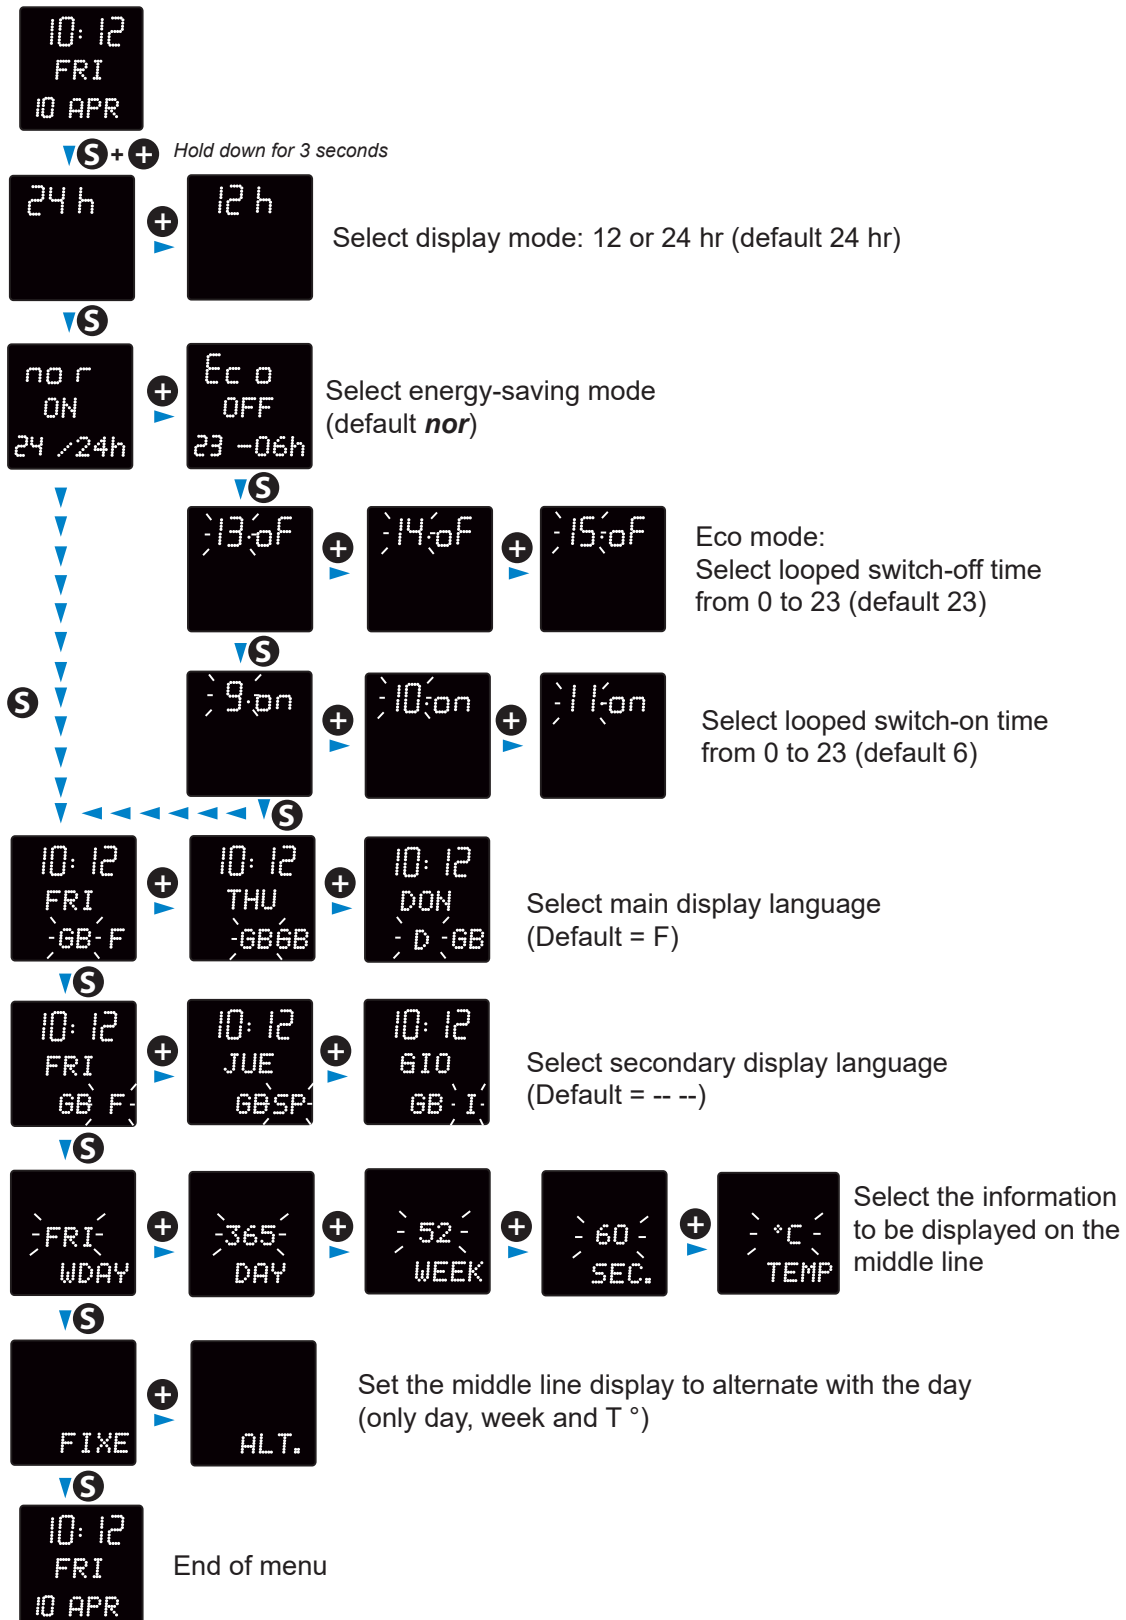 10:12
FRI
10 APR
S + + Hold down for 3 seconds
24 h + 12 h
Select display mode: 12 or 24 hr (default 24 hr)
S
nor + Eco
ON OFF
24 /24h 23 -06h
Select energy-saving mode
(default nor)
S
13:oF + 14:oF + 15:oF
Eco mode:
Select looped switch-off time
from 0 to 23 (default 23)
S
S
9:on + 10:on + 11:on
Select looped switch-on time
from 0 to 23 (default 6)
S
10:12 + 10:12 + 10:12
FRI THU DON
GB F GB GB D GB
Select main display language
(Default = F)
S
10:12 + 10:12 + 10:12
FRI JUE GIO
GB F GB SP GB I
Select secondary display language
(Default = -- --)
S
FRI + 365 + 52 + 60 + °C
WDAY DAY WEEK SEC. TEMP
Select the information
to be displayed on the
middle line
S
FIXE + ALT.
Set the middle line display to alternate with the day
(only day, week and T °)
S
10:12
FRI
10 APR
End of menu